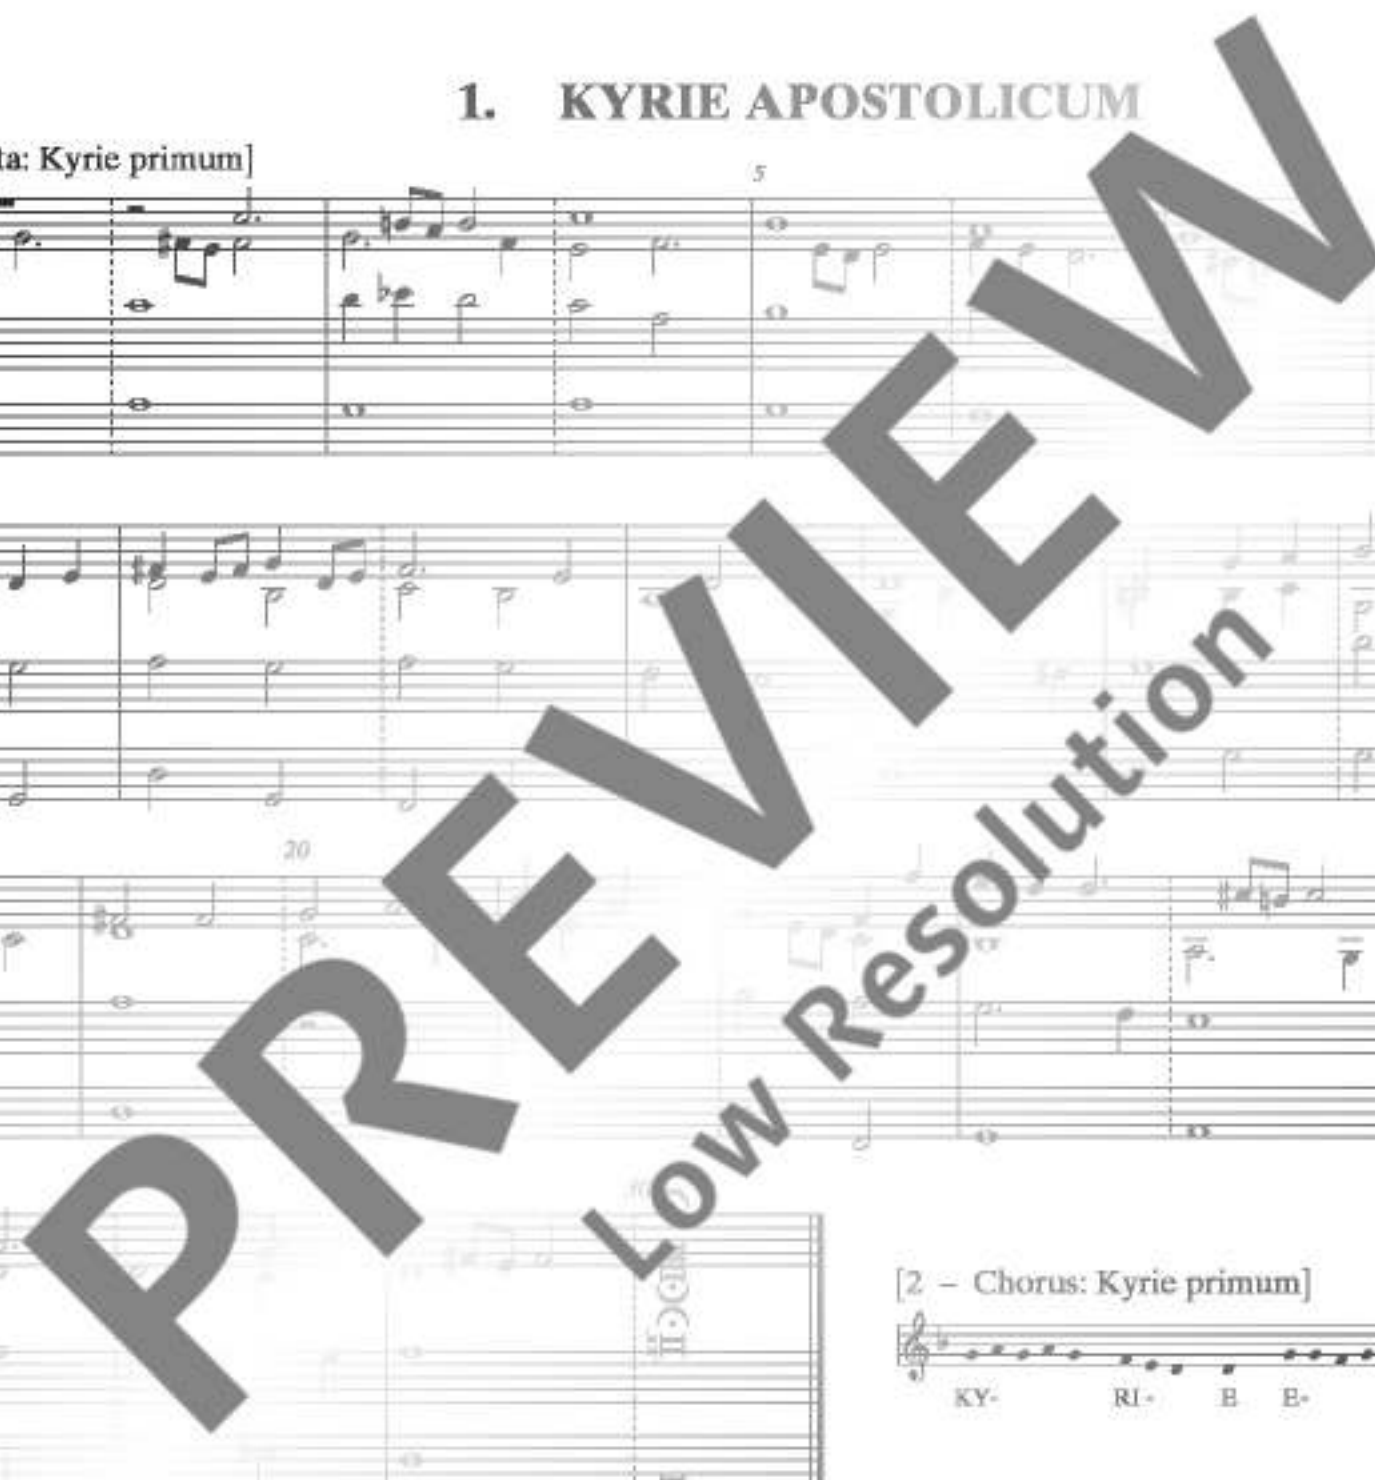 1. KYRIE APOSTOLICUM
ta: Kyrie primum]
5
20
PREVIEW
Low Resolution
[2 – Chorus: Kyrie primum]
KY- RI- E E-